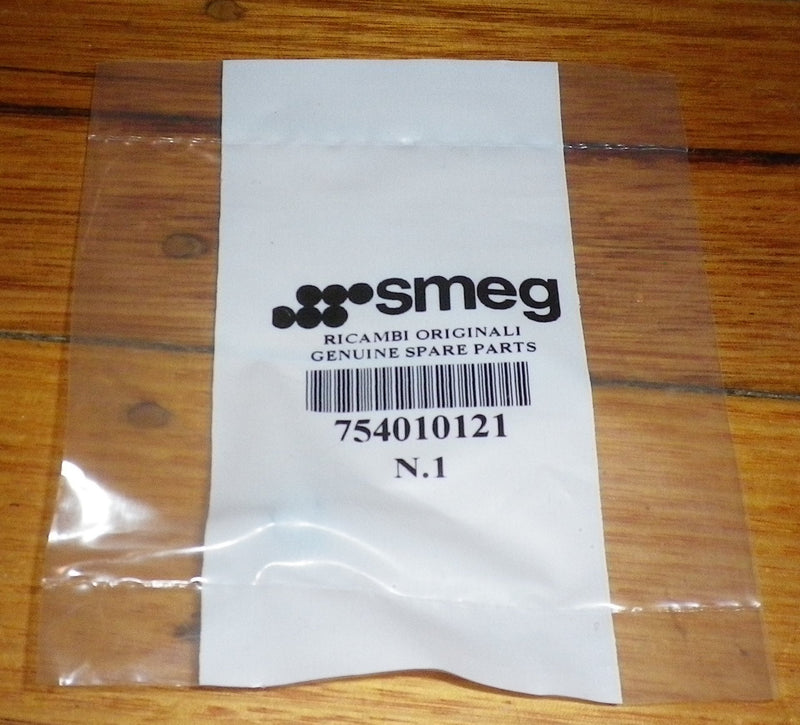 smeg
RICAMBI ORIGINALI
GENUINE SPARE PARTS
754010121
N.1